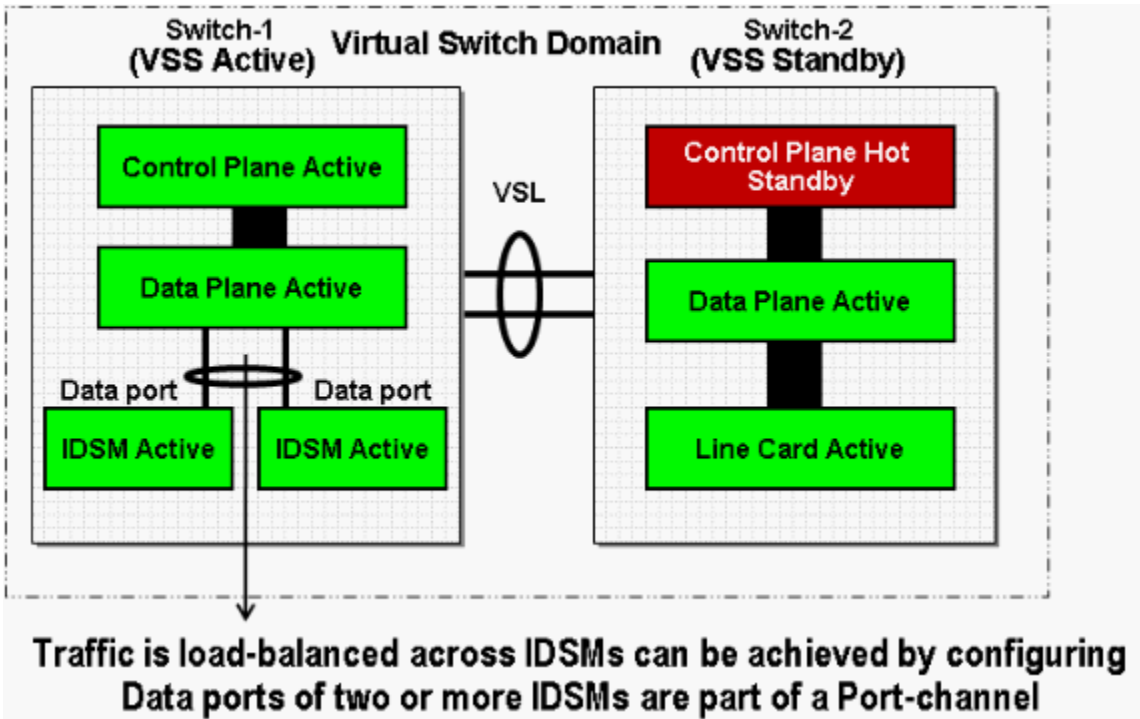 Switch-1
(VSS Active)
Virtual Switch Domain
Switch-2
(VSS Standby)
Control Plane Active
Data Plane Active
Data port
Data port
IDSM Active
IDSM Active
VSL
Control Plane Hot
Standby
Data Plane Active
Line Card Active
Traffic is load-balanced across IDSMs can be achieved by configuring
Data ports of two or more IDSMs are part of a Port-channel